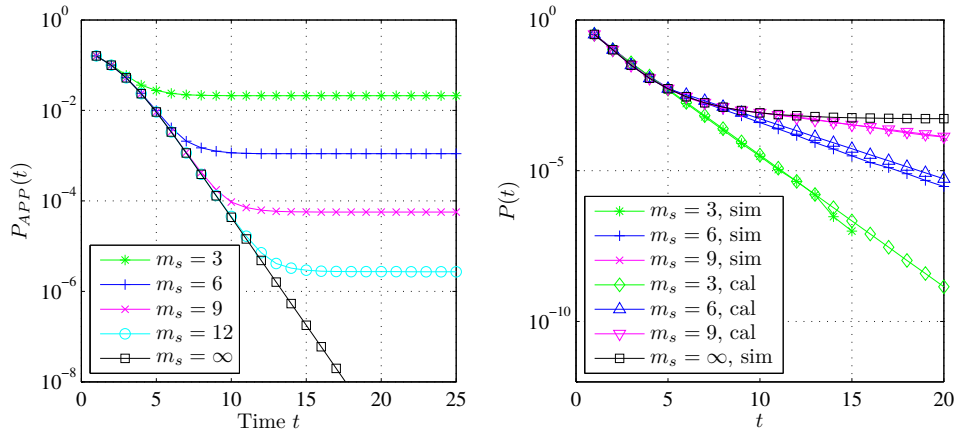 10^0
10^{-2}
10^{-4}
10^{-6}
10^{-8}
P_{APP}(t)
m_s = 3
m_s = 6
m_s = 9
m_s = 12
m_s = ∞
0 5 10 15 20 25
Time t
10^0
10^{-5}
10^{-10}
P(t)
m_s = 3, sim
m_s = 6, sim
m_s = 9, sim
m_s = 3, cal
m_s = 6, cal
m_s = 9, cal
m_s = ∞, sim
0 5 10 15 20
t